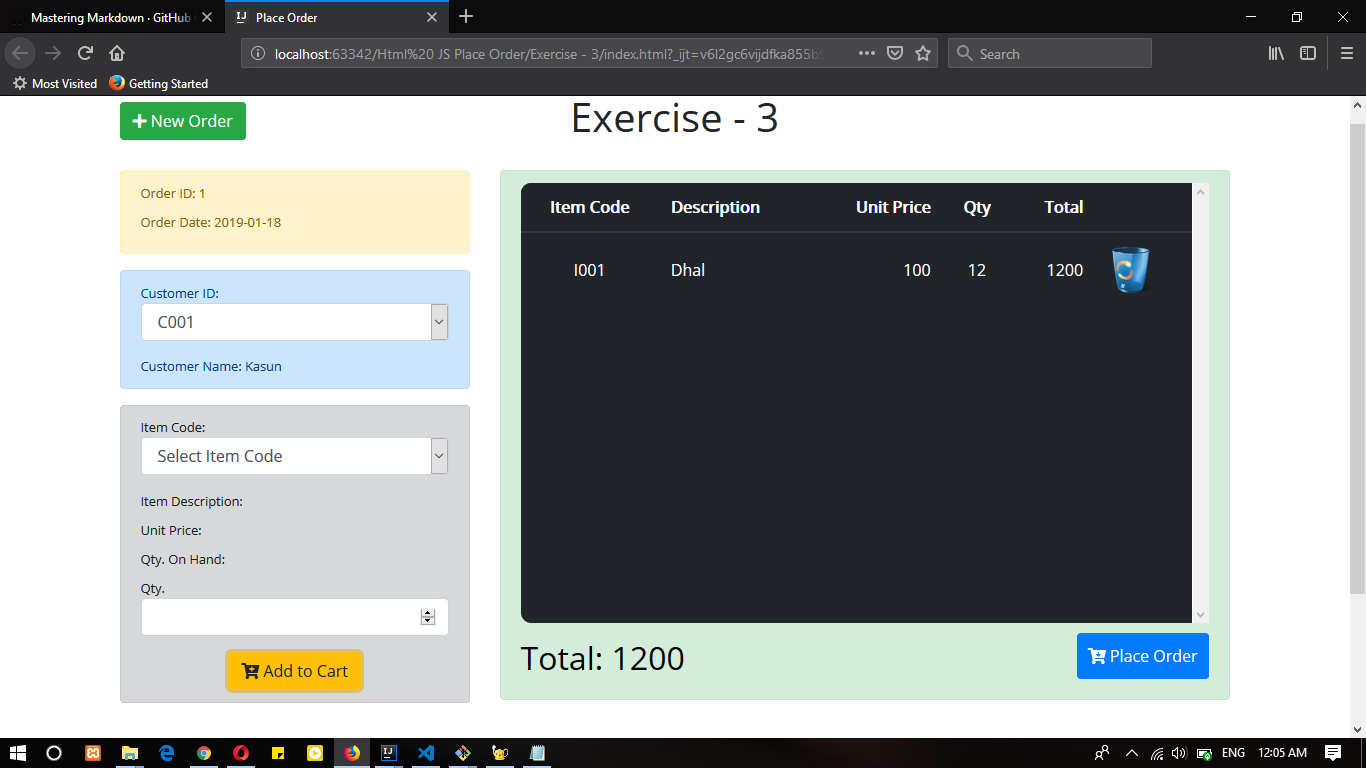 Mastering Markdown · GitHub
Place Order
localhost:63342/Html%20 JS Place Order/Exercise - 3/index.html?_ijt=v6l2gc6vijdfka855b
Search
Most Visited
Getting Started
New Order
Exercise - 3
Order ID: 1
Order Date: 2019-01-18
Customer ID:
C001
Customer Name: Kasun
Item Code:
Select Item Code
Item Description:
Unit Price:
Qty. On Hand:
Qty.
Add to Cart
Item Code Description Unit Price Qty Total
I001 Dhal 100 12 1200
Total: 1200
Place Order
ENG
12:05 AM